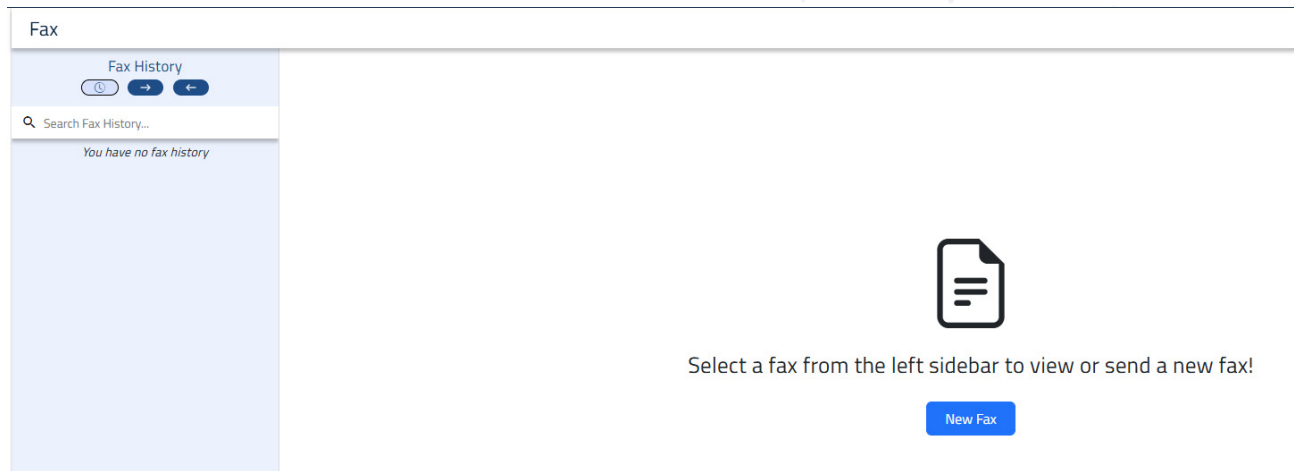 Fax
Fax History
Search Fax History...
You have no fax history
Select a fax from the left sidebar to view or send a new fax!
New Fax